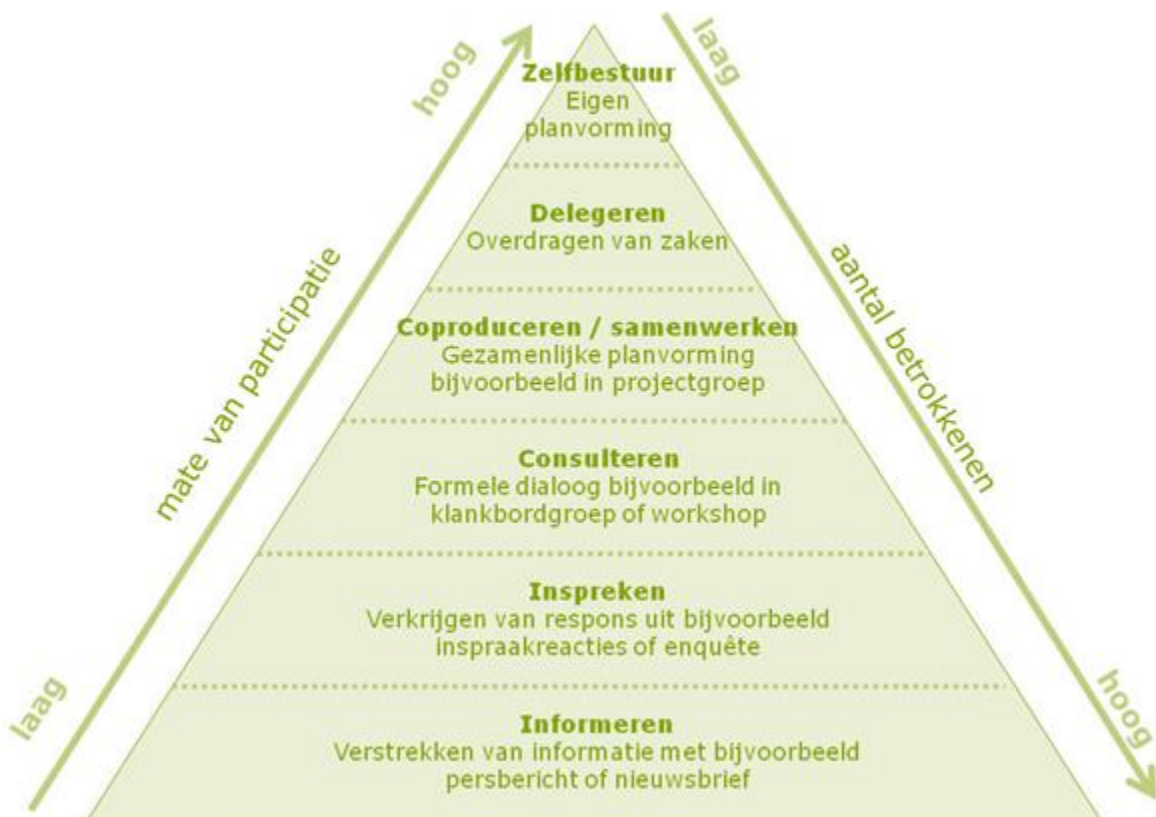 hoog
laag
Zelfbestuur
Eigen
planvorming
Delegeren
Overdragen van zaken
mate van participatie
aantal betrokkenen
Coproduceren / samenwerken
Gezamenlijke planvorming
bijvoorbeeld in projectgroep
Consulteren
Formele dialoog bijvoorbeeld in
klankbordgroep of workshop
Inspreken
Verkrijgen van respons uit bijvoorbeeld
inspraakreacties of enquête
laag
hoog
Informeren
Verstrekken van informatie met bijvoorbeeld
persbericht of nieuwsbrief